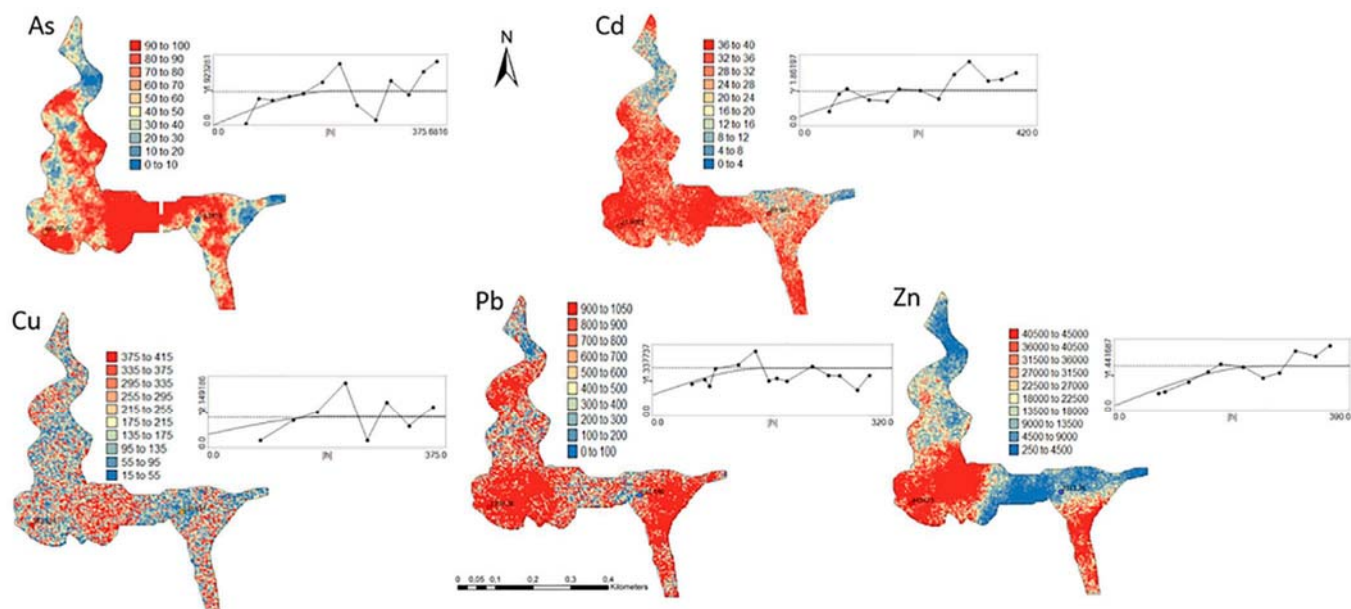 As
90 to 100
80 to 90
70 to 80
60 to 70
50 to 60
40 to 50
30 to 40
20 to 30
10 to 20
0 to 10
0.0
0.0
|h|
375.6816
N
Cd
36 to 40
32 to 36
28 to 32
24 to 28
20 to 24
16 to 20
12 to 16
8 to 12
4 to 8
0 to 4
0.0
|h|
420.0
Cu
375 to 415
335 to 375
295 to 335
255 to 295
215 to 255
175 to 215
135 to 175
95 to 135
55 to 95
15 to 55
0.0
0.0
|h|
375.0
Pb
900 to 1050
800 to 900
700 to 800
600 to 700
500 to 600
400 to 500
300 to 400
200 to 300
100 to 200
0 to 100
0.0
0.0
|h|
320.0
0 0,05 0,1 0,2 0,3 0,4
Kilometers
Zn
40500 to 45000
36000 to 40500
31500 to 36000
27000 to 31500
22500 to 27000
18000 to 22500
13500 to 18000
9000 to 13500
4500 to 9000
250 to 4500
0.0
0.0
|h|
390.0